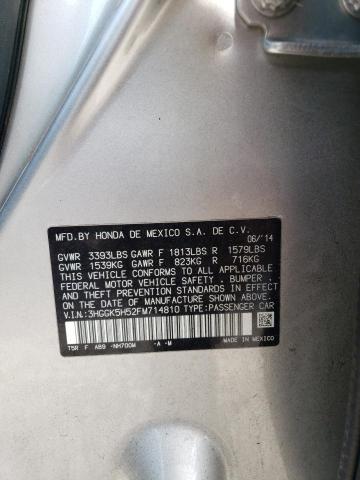 MFD.BY HONDA DE MEXICO S.A. DE C.V.
06/'14
GVWR 3393LBS GAWR F 1813LBS R 1579LBS
GVWR 1539KG GAWR F 823KG R 716KG
THIS VEHICLE CONFORMS TO ALL APPLICABLE
FEDERAL MOTOR VEHICLE SAFETY, BUMPER,
AND THEFT PREVENTION STANDARDS IN EFFECT
ON THE DATE OF MANUFACTURE SHOWN ABOVE.
V.I.N.:3HGGK5H52FM714810 TYPE:PASSENGER CAR
T5R F AB9 -NH700M -A -M
MADE IN MEXICO